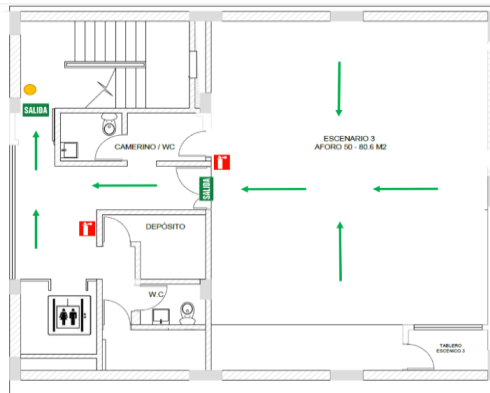 SALIDA
CAMERINO / WC
ESCENARIO 3
AFORO 50 - 80.6 M2
SALIDA
DEPÓSITO
W.C
TABLERO
ESCENICO 3